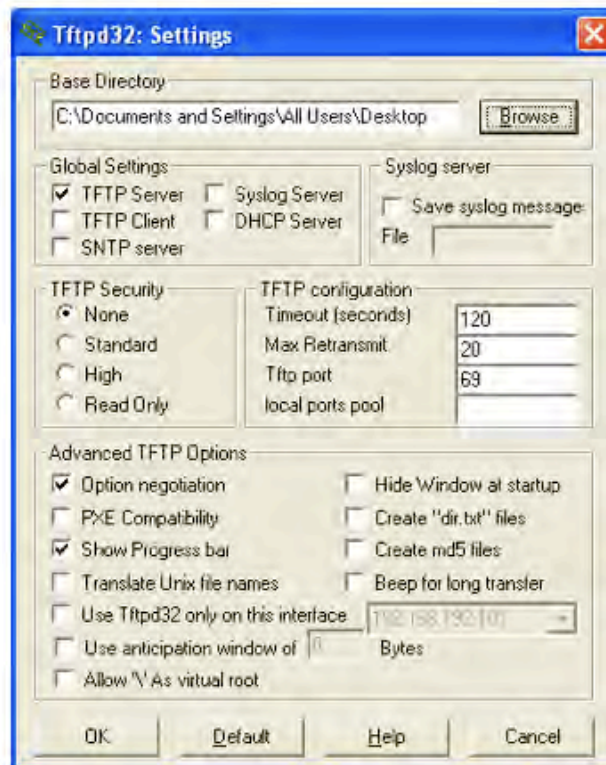 Tftpd32: Settings
Base Directory
C:\Documents and Settings\All Users\Desktop
Browse
Global Settings
TFTP Server
Syslog Server
TFTP Client
DHCP Server
SNTP server
Syslog server
Save syslog message
File
TFTP Security
None
Standard
High
Read Only
TFTP configuration
Timeout (seconds)
120
Max Retransmit
20
Tftp port
69
local ports pool
Advanced TFTP Options
Option negotiation
Hide Window at startup
PXE Compatibility
Create "dir.txt" files
Show Progress bar
Create md5 files
Translate Unix file names
Beep for long transfer
Use Tftpd32 only on this interface
Use anticipation window of 0 Bytes
Allow '\' As virtual root
OK
Default
Help
Cancel